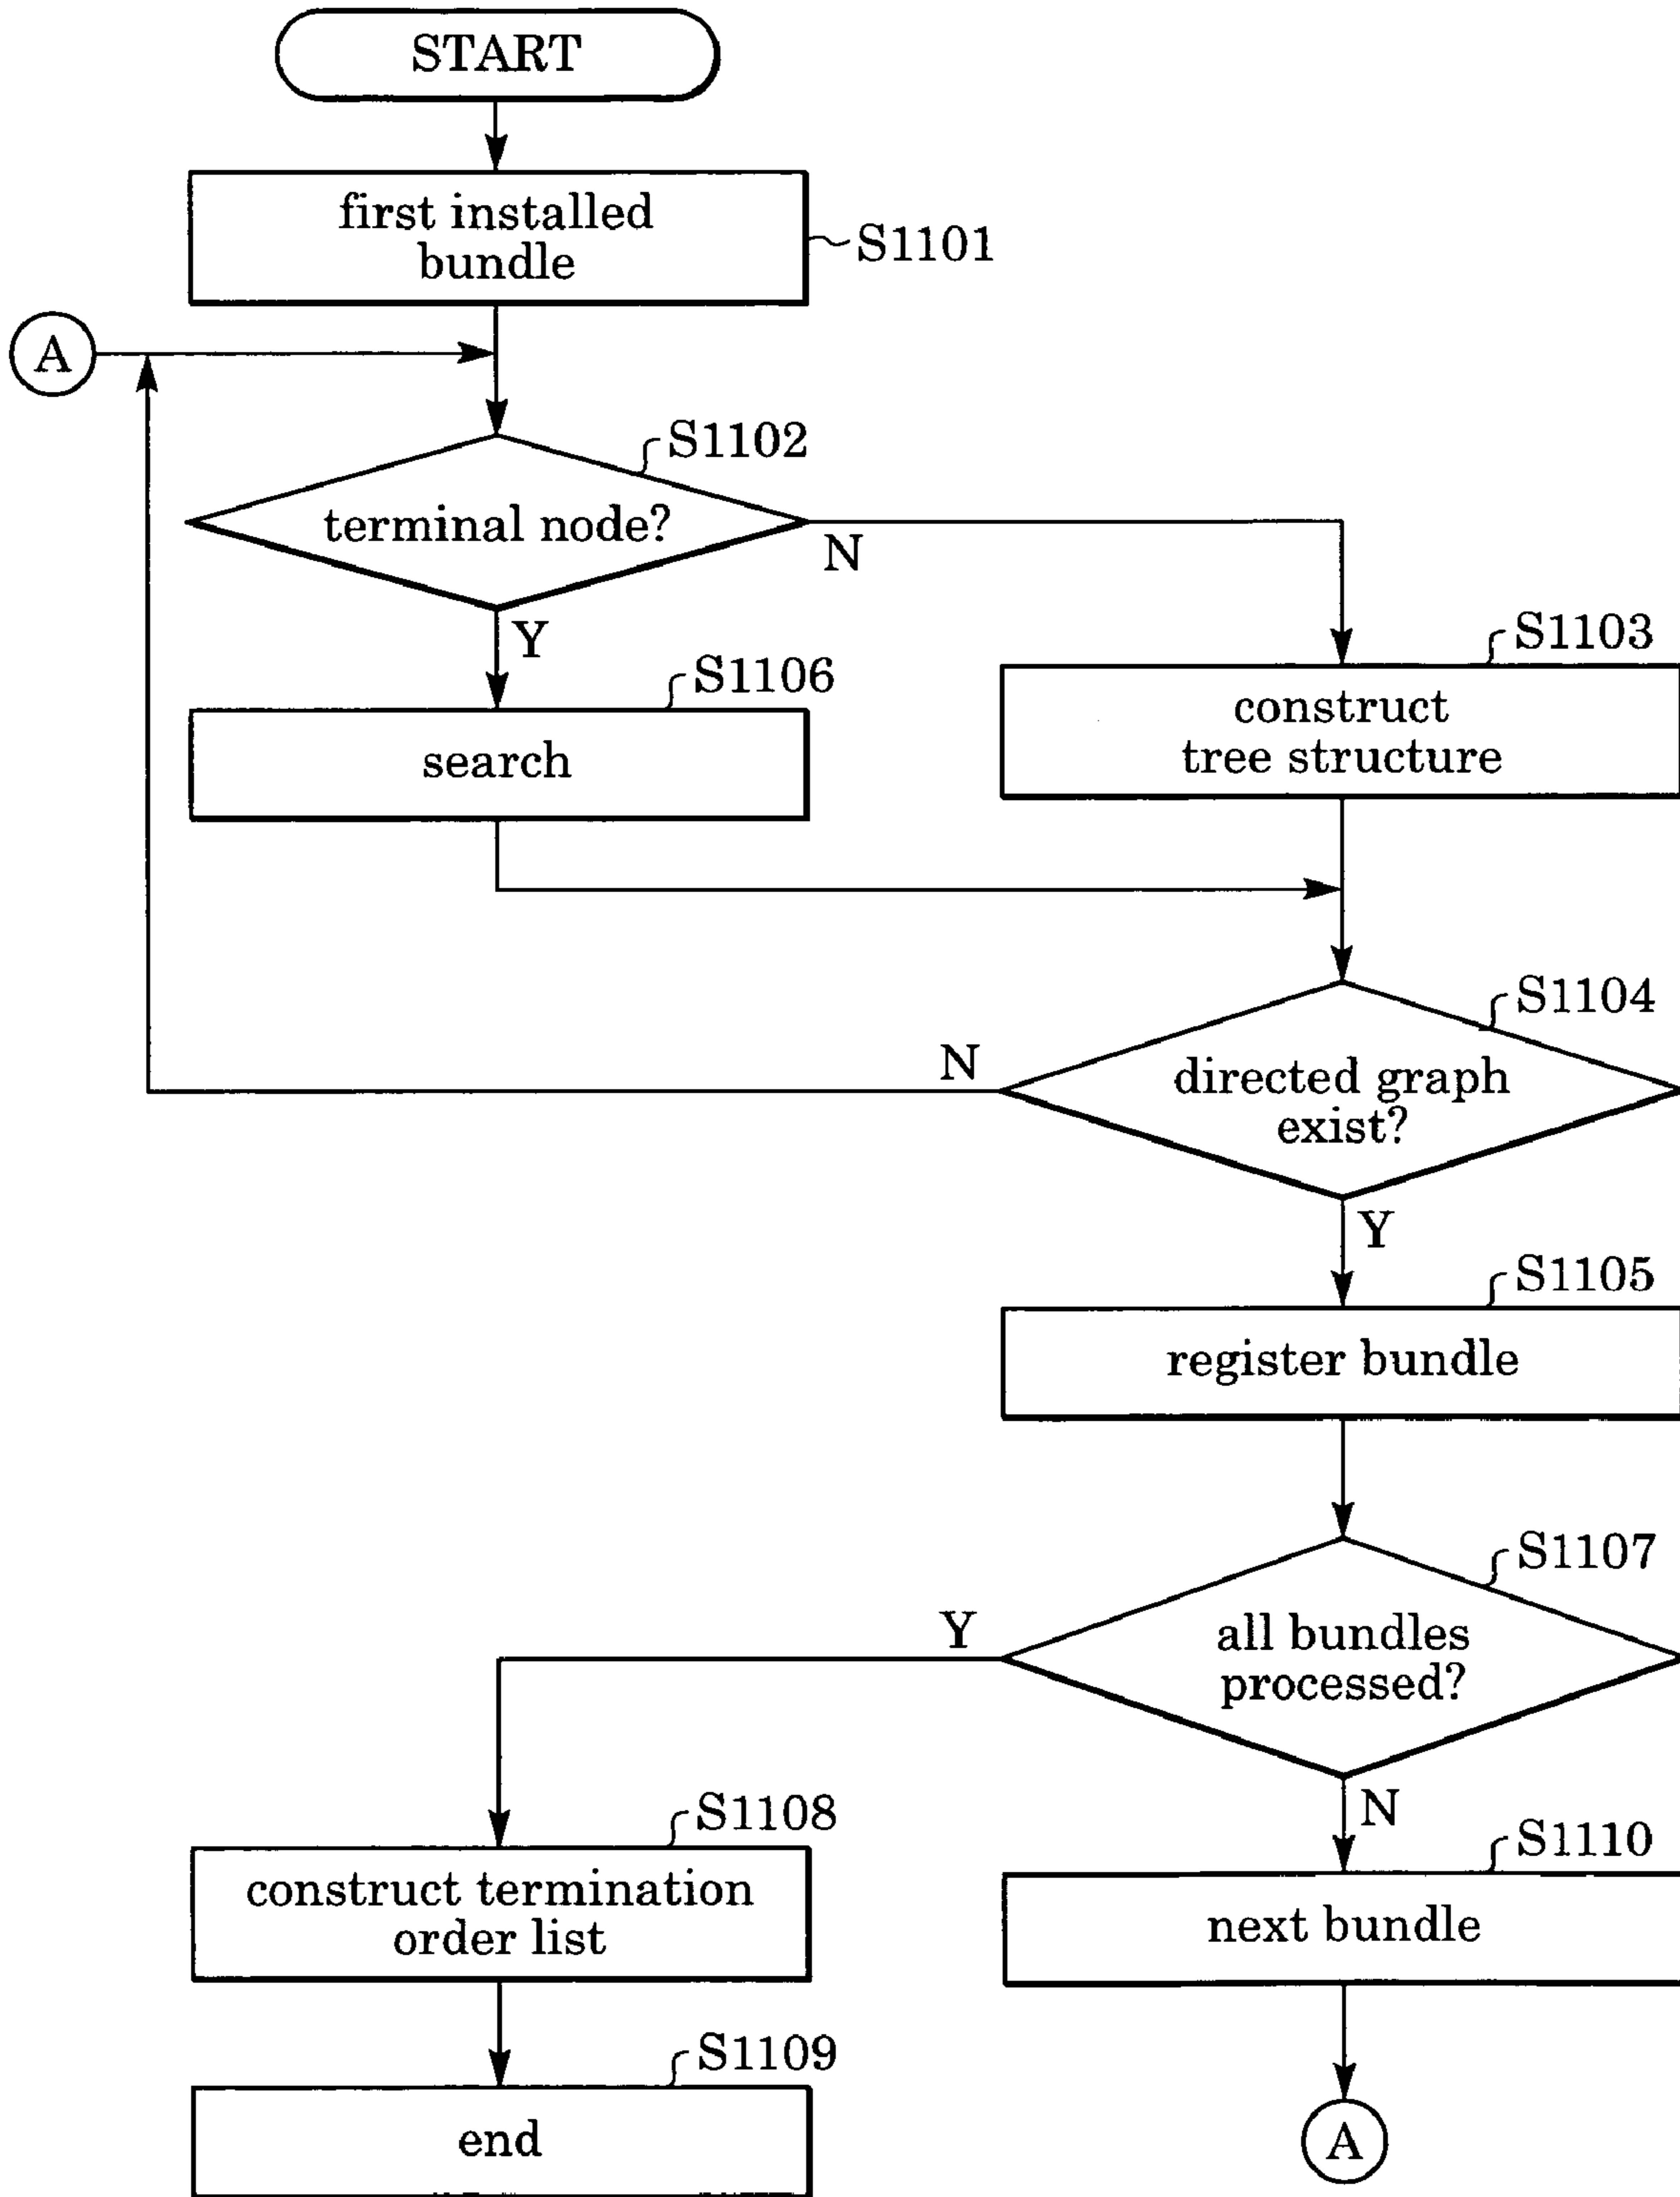 START
first installed
bundle
S1101
A
S1102
terminal node?
N
Y
S1103
S1106
construct
tree structure
search
S1104
N
directed graph
exist?
Y
S1105
register bundle
S1107
Y
all bundles
processed?
N
S1108
S1110
construct termination
order list
next bundle
S1109
end
A